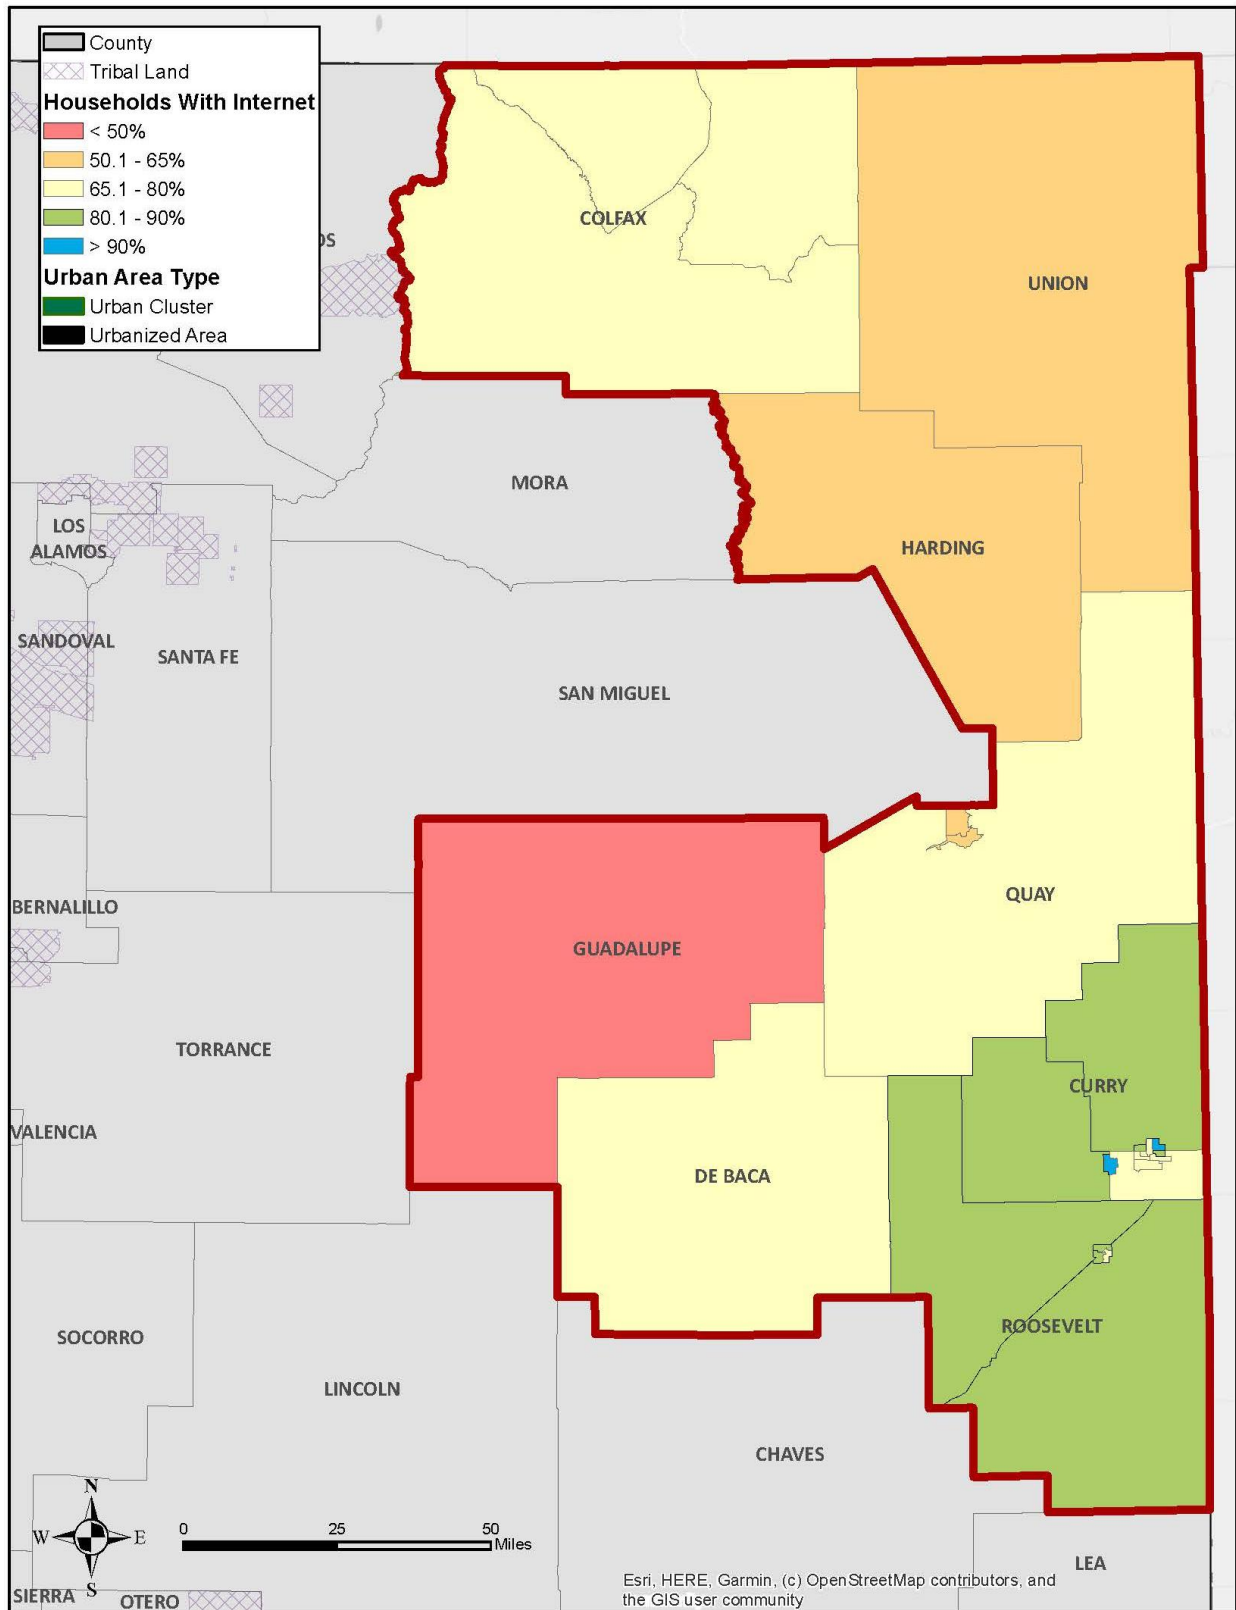 County
Tribal Land
Households With Internet
< 50%
50.1 - 65%
65.1 - 80%
80.1 - 90%
> 90%
Urban Area Type
Urban Cluster
Urbanized Area
OS
COLFAX
UNION
MORA
LOS
ALAMOS
HARDING
SANDOVAL
SANTA FE
SAN MIGUEL
QUAY
BERNALILLO
GUADALUPE
TORRANCE
CURRY
VALENCIA
DE BACA
ROOSEVELT
SOCORRO
LINCOLN
CHAVES
N
W E
S
0 25 50
Miles
LEA
Esri, HERE, Garmin, (c) OpenStreetMap contributors, and
the GIS user community
SIERRA
OTERO